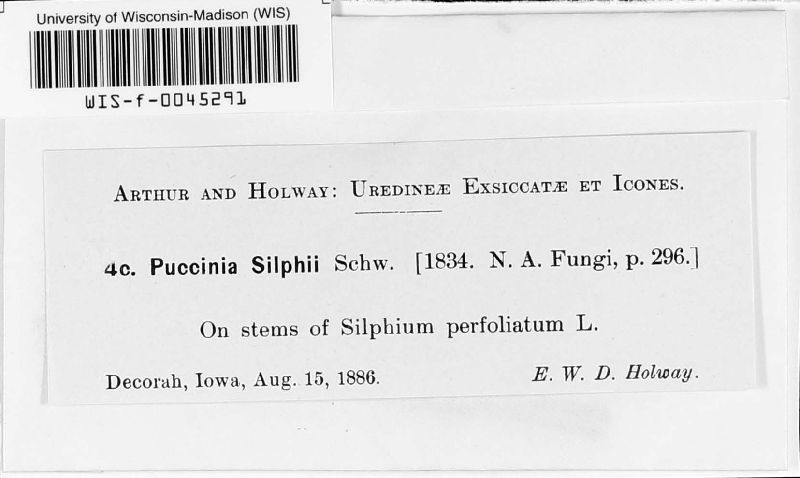 University of Wisconsin-Madison (WIS)
WIS-f-0045291
Arthur and Holway: Uredineæ Exsiccatæ et Icones.
4c. Puccinia Silphii Schw. [1834. N. A. Fungi, p. 296.]
On stems of Silphium perfoliatum L.
Decorah, Iowa, Aug. 15, 1886. E. W. D. Holway.